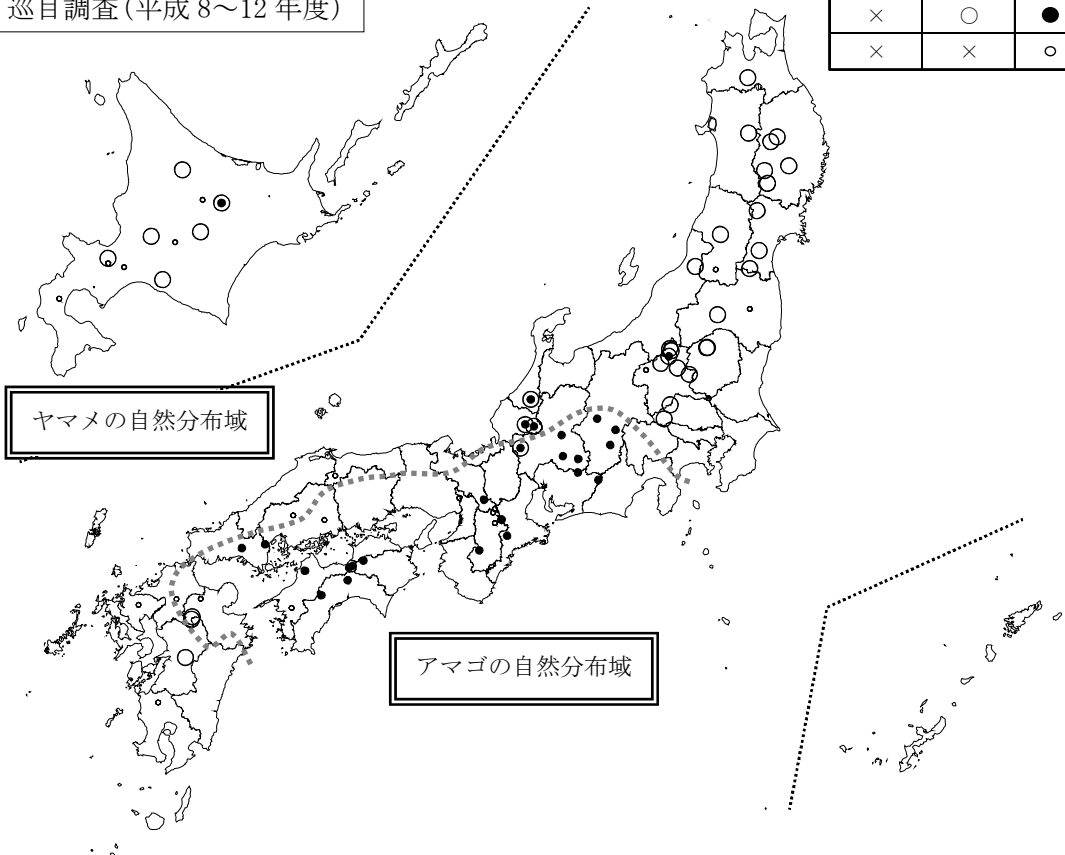 巡目調査(平成 8～12 年度)
× ○ ●
× × ○
ヤマメの自然分布域
アマゴの自然分布域